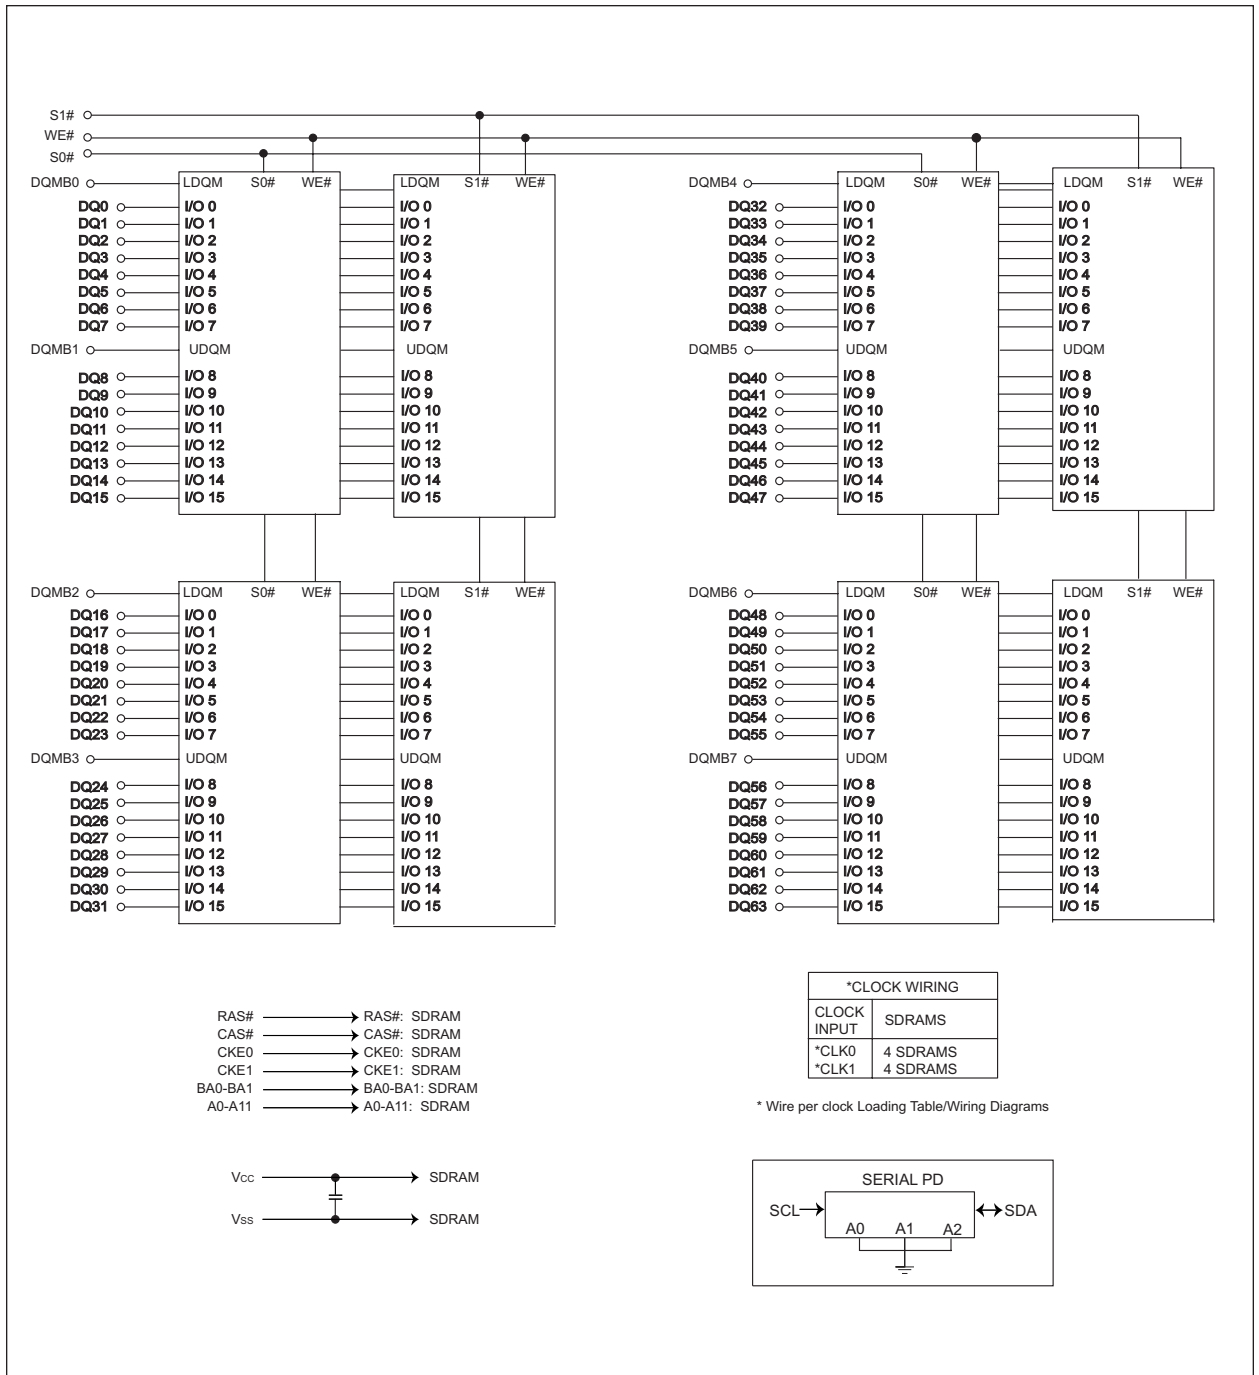 S1#
WE#
S0#
DQMB0 LDQM S0# WE# LDQM S1# WE#
DQ0 I/O 0 I/O 0
DQ1 I/O 1 I/O 1
DQ2 I/O 2 I/O 2
DQ3 I/O 3 I/O 3
DQ4 I/O 4 I/O 4
DQ5 I/O 5 I/O 5
DQ6 I/O 6 I/O 6
DQ7 I/O 7 I/O 7
DQMB1 UDQM UDQM
DQ8 I/O 8 I/O 8
DQ9 I/O 9 I/O 9
DQ10 I/O 10 I/O 10
DQ11 I/O 11 I/O 11
DQ12 I/O 12 I/O 12
DQ13 I/O 13 I/O 13
DQ14 I/O 14 I/O 14
DQ15 I/O 15 I/O 15
DQMB4 LDQM S0# WE# LDQM S1# WE#
DQ32 I/O 0 I/O 0
DQ33 I/O 1 I/O 1
DQ34 I/O 2 I/O 2
DQ35 I/O 3 I/O 3
DQ36 I/O 4 I/O 4
DQ37 I/O 5 I/O 5
DQ38 I/O 6 I/O 6
DQ39 I/O 7 I/O 7
DQMB5 UDQM UDQM
DQ40 I/O 8 I/O 8
DQ41 I/O 9 I/O 9
DQ42 I/O 10 I/O 10
DQ43 I/O 11 I/O 11
DQ44 I/O 12 I/O 12
DQ45 I/O 13 I/O 13
DQ46 I/O 14 I/O 14
DQ47 I/O 15 I/O 15
DQMB2 LDQM S0# WE# LDQM S1# WE#
DQ16 I/O 0 I/O 0
DQ17 I/O 1 I/O 1
DQ18 I/O 2 I/O 2
DQ19 I/O 3 I/O 3
DQ20 I/O 4 I/O 4
DQ21 I/O 5 I/O 5
DQ22 I/O 6 I/O 6
DQ23 I/O 7 I/O 7
DQMB3 UDQM UDQM
DQ24 I/O 8 I/O 8
DQ25 I/O 9 I/O 9
DQ26 I/O 10 I/O 10
DQ27 I/O 11 I/O 11
DQ28 I/O 12 I/O 12
DQ29 I/O 13 I/O 13
DQ30 I/O 14 I/O 14
DQ31 I/O 15 I/O 15
DQMB6 LDQM S0# WE# LDQM S1# WE#
DQ48 I/O 0 I/O 0
DQ49 I/O 1 I/O 1
DQ50 I/O 2 I/O 2
DQ51 I/O 3 I/O 3
DQ52 I/O 4 I/O 4
DQ53 I/O 5 I/O 5
DQ54 I/O 6 I/O 6
DQ55 I/O 7 I/O 7
DQMB7 UDQM UDQM
DQ56 I/O 8 I/O 8
DQ57 I/O 9 I/O 9
DQ58 I/O 10 I/O 10
DQ59 I/O 11 I/O 11
DQ60 I/O 12 I/O 12
DQ61 I/O 13 I/O 13
DQ62 I/O 14 I/O 14
DQ63 I/O 15 I/O 15
RAS# RAS#: SDRAM
CAS# CAS#: SDRAM
CKE0 CKE0: SDRAM
CKE1 CKE1: SDRAM
BA0-BA1 BA0-BA1: SDRAM
A0-A11 A0-A11: SDRAM
Vcc SDRAM
Vss SDRAM
*CLOCK WIRING
CLOCK INPUT SDRAMS
*CLK0 4 SDRAMS
*CLK1 4 SDRAMS
* Wire per clock Loading Table/Wiring Diagrams
SERIAL PD
SCL SDA
A0 A1 A2